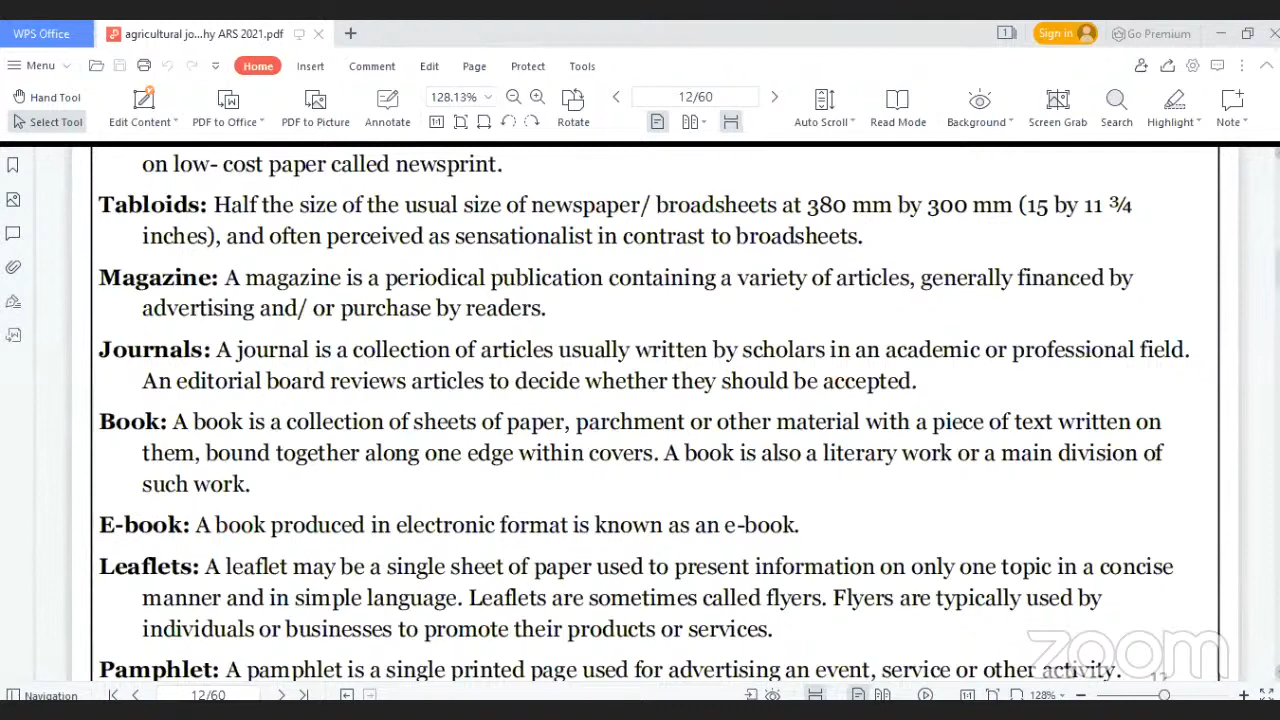 WPS Office agricultural jo...hy ARS 2021.pdf 1 Sign in Go Premium
Menu Home Insert Comment Edit Page Protect Tools
Hand Tool 128.13% 12/60
Select Tool Edit Content PDF to Office PDF to Picture Annotate Rotate Auto Scroll Read Mode Background Screen Grab Search Highlight Note
on low- cost paper called newsprint.
Tabloids: Half the size of the usual size of newspaper/ broadsheets at 380 mm by 300 mm (15 by 11 ¾
inches), and often perceived as sensationalist in contrast to broadsheets.
Magazine: A magazine is a periodical publication containing a variety of articles, generally financed by
advertising and/ or purchase by readers.
Journals: A journal is a collection of articles usually written by scholars in an academic or professional field.
An editorial board reviews articles to decide whether they should be accepted.
Book: A book is a collection of sheets of paper, parchment or other material with a piece of text written on
them, bound together along one edge within covers. A book is also a literary work or a main division of
such work.
E-book: A book produced in electronic format is known as an e-book.
Leaflets: A leaflet may be a single sheet of paper used to present information on only one topic in a concise
manner and in simple language. Leaflets are sometimes called flyers. Flyers are typically used by
individuals or businesses to promote their products or services.
zoom
Pamphlet: A pamphlet is a single printed page used for advertising an event, service or other activity.
Navigation 12/60 128%